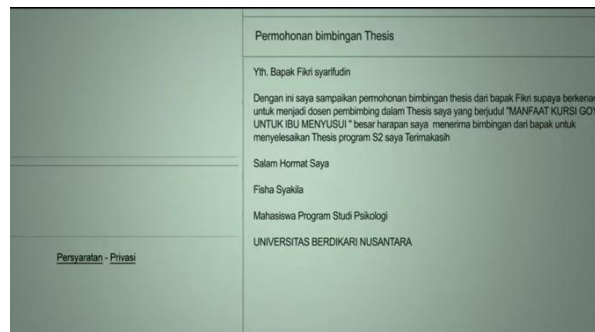 Permohonan bimbingan Thesis
Yth. Bapak Fikri syarifudin
Dengan ini saya sampaikan permohonan bimbingan thesis dari bapak Fikri supaya berkenan
untuk menjadi dosen pembimbing dalam Thesis saya yang berjudul "MANFAAT KURSI GOY
UNTUK IBU MENYUSUI " besar harapan saya menerima bimbingan dari bapak untuk
menyelesaikan Thesis program S2 saya Terimakasih
Salam Hormat Saya
Fisha Syakila
Mahasiswa Program Studi Psikologi
UNIVERSITAS BERDIKARI NUSANTARA
Persyaratan - Privasi